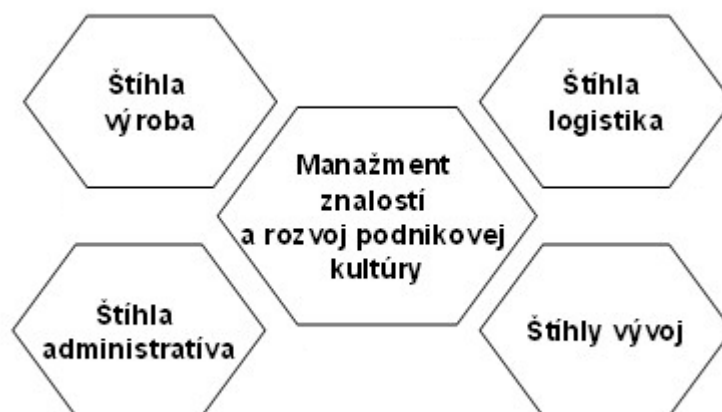 Štíhla
výroba
Štíhla
logistika
Manažment
znalostí
a rozvoj podnikovej
kultúry
Štíhla
administratíva
Štíhly vývoj